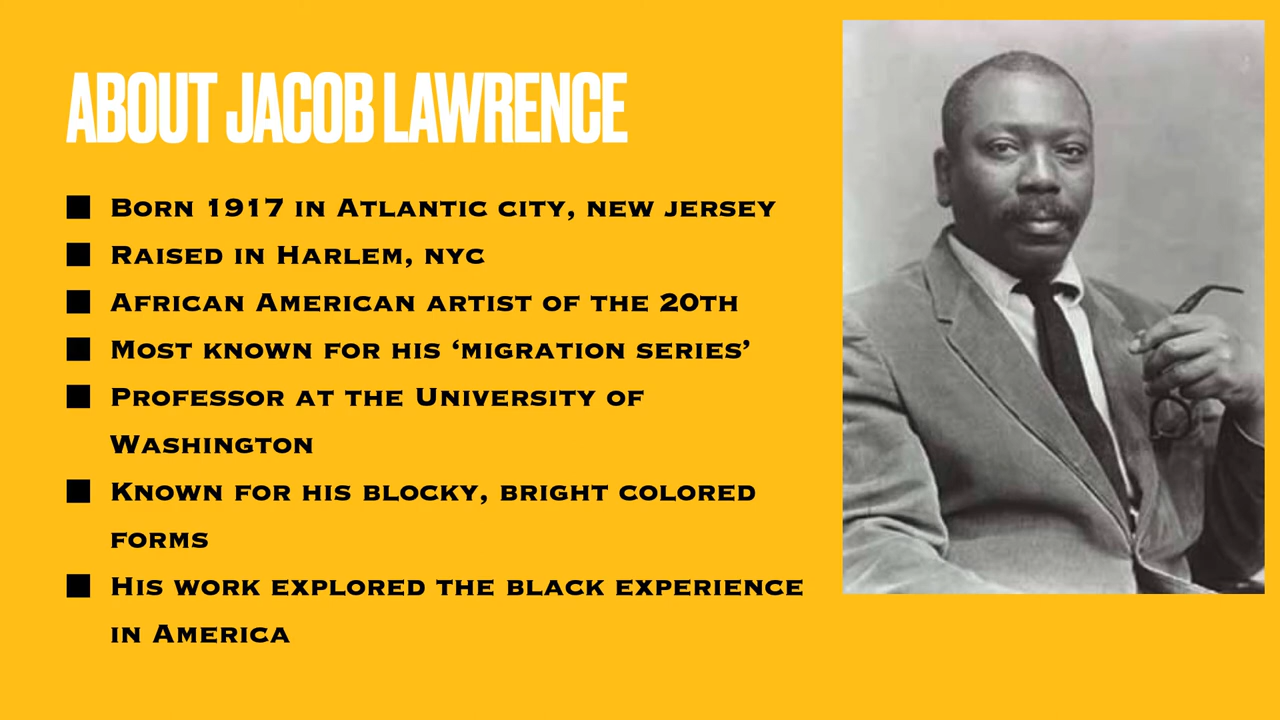 ABOUT JACOB LAWRENCE
Born 1917 in Atlantic city, new jersey
Raised in Harlem, nyc
African American artist of the 20th
Most known for his ‘migration series’
Professor at the University of
Washington
Known for his blocky, bright colored
forms
His work explored the black experience
in America